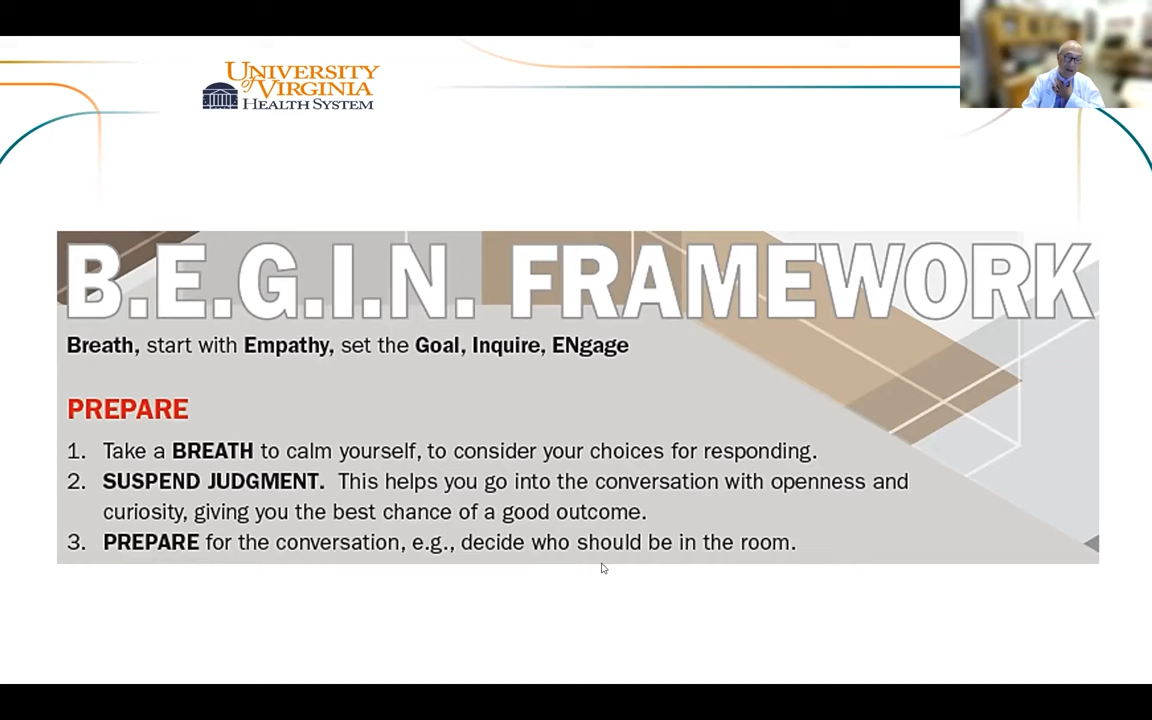 UNIVERSITY
of VIRGINIA
HEALTH SYSTEM
B.E.G.I.N. FRAMEWORK
Breath, start with Empathy, set the Goal, Inquire, ENgage
PREPARE
1. Take a BREATH to calm yourself, to consider your choices for responding.
2. SUSPEND JUDGMENT. This helps you go into the conversation with openness and
curiosity, giving you the best chance of a good outcome.
3. PREPARE for the conversation, e.g., decide who should be in the room.